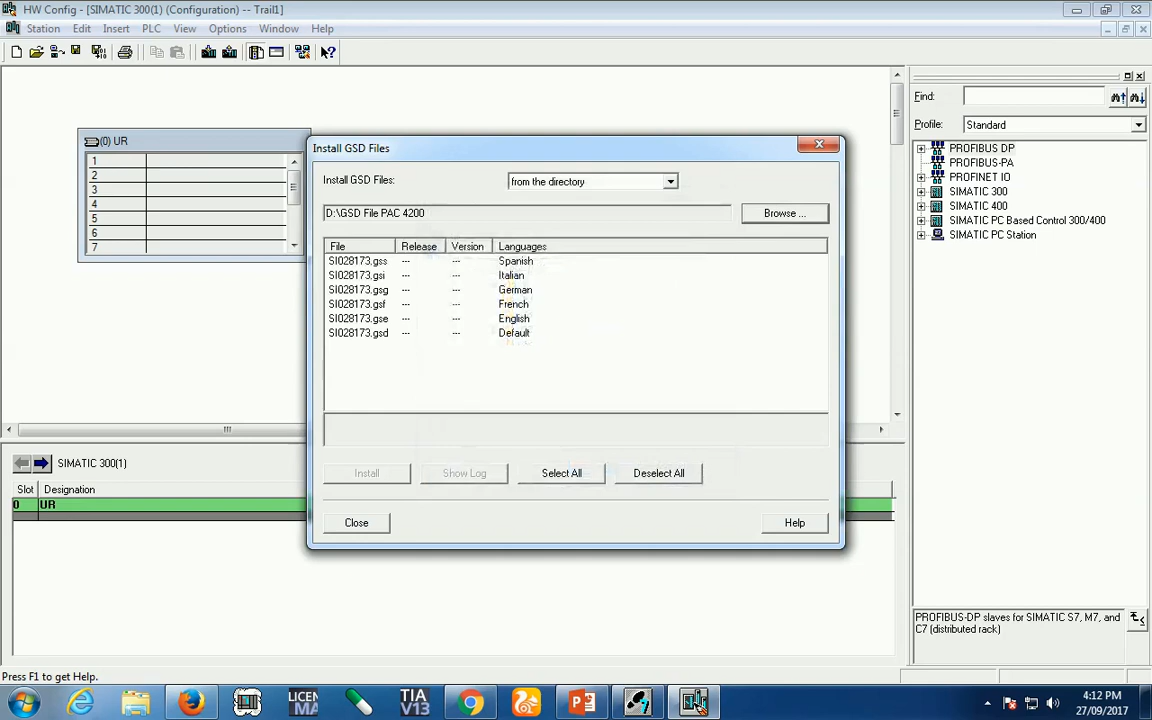 HW Config - [SIMATIC 300(1) (Configuration) -- Trail1]
Station Edit Insert PLC View Options Window Help
Find:
Profile: Standard
PROFIBUS DP
PROFIBUS-PA
PROFINET IO
SIMATIC 300
SIMATIC 400
SIMATIC PC Based Control 300/400
SIMATIC PC Station
(0) UR
1
2
3
4
5
6
7
Install GSD Files
Install GSD Files: from the directory
D:\GSD File PAC 4200 Browse ...
File Release Version Languages
SI028173.gss --- --- Spanish
SI028173.gsi --- --- Italian
SI028173.gsg --- --- German
SI028173.gsf --- --- French
SI028173.gse --- --- English
SI028173.gsd --- --- Default
Install Show Log Select All Deselect All
Close Help
SIMATIC 300(1)
Slot Designation
0 UR
PROFIBUS-DP slaves for SIMATIC S7, M7, and
C7 (distributed rack)
Press F1 to get Help.
LICEN
MA
TIA
V13
4:12 PM
27/09/2017